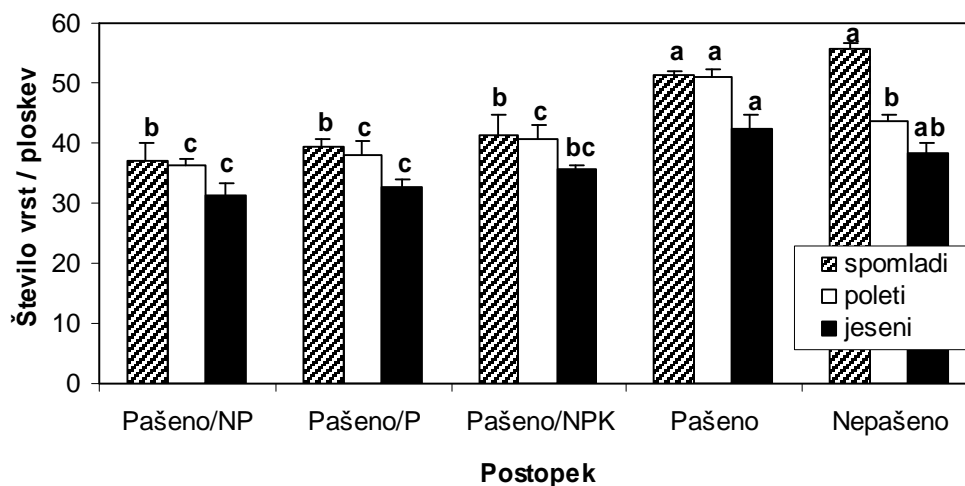 60
50
40
30
20
10
0
Število vrst / ploskev
b c c
b c c
b c bc
a a a
a b ab
spomladi
poleti
jeseni
Pašeno/NP Pašeno/P Pašeno/NPK Pašeno Nepašeno
Postopek